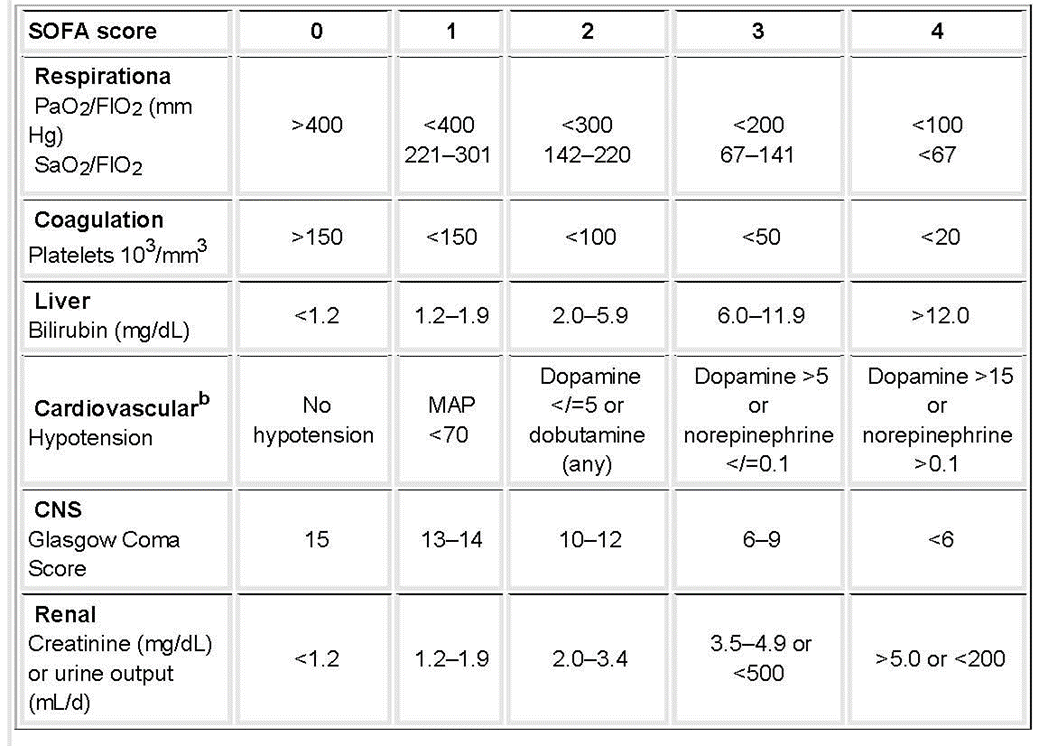 SOFA score 0 1 2 3 4
Respirationa
PaO2/FIO2 (mm
Hg)
SaO2/FIO2
>400 <400 <300 <200 <100
221–301 142–220 67–141 <67
Coagulation
Platelets 10^3/mm^3
>150 <150 <100 <50 <20
Liver
Bilirubin (mg/dL)
<1.2 1.2–1.9 2.0–5.9 6.0–11.9 >12.0
Cardiovascular^b
Hypotension
No
hypotension
MAP
<70
Dopamine
</=5 or
dobutamine
(any)
Dopamine >5
or
norepinephrine
</=0.1
Dopamine >15
or
norepinephrine
>0.1
CNS
Glasgow Coma
Score
15 13–14 10–12 6–9 <6
Renal
Creatinine (mg/dL)
or urine output
(mL/d)
<1.2 1.2–1.9 2.0–3.4
3.5–4.9 or
<500
>5.0 or <200